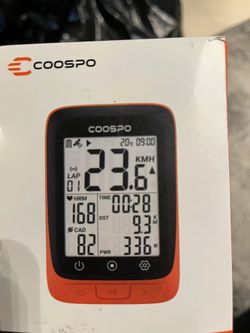 COOSPO
COOSPO
20°c 09:00
23.6 KMH
LAP
01
HRM TIME 00:28
168 DST 9.3 KM
CAD
82 PWR 336 W